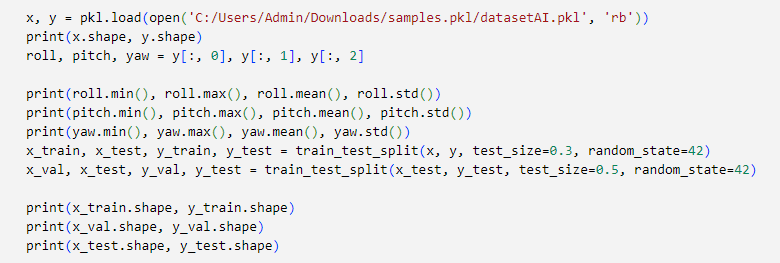 x, y = pkl.load(open('C:/Users/Admin/Downloads/samples.pkl/datasetAI.pkl', 'rb'))
print(x.shape, y.shape)
roll, pitch, yaw = y[:, 0], y[:, 1], y[:, 2]
print(roll.min(), roll.max(), roll.mean(), roll.std())
print(pitch.min(), pitch.max(), pitch.mean(), pitch.std())
print(yaw.min(), yaw.max(), yaw.mean(), yaw.std())
x_train, x_test, y_train, y_test = train_test_split(x, y, test_size=0.3, random_state=42)
x_val, x_test, y_val, y_test = train_test_split(x_test, y_test, test_size=0.5, random_state=42)
print(x_train.shape, y_train.shape)
print(x_val.shape, y_val.shape)
print(x_test.shape, y_test.shape)